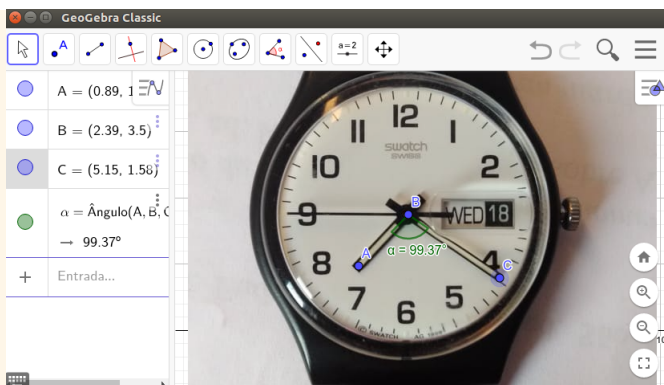 GeoGebra Classic
A
a=2
A = (0.89, 1
B = (2.39, 3.5)
C = (5.15, 1.58)
α = Ângulo(A, B, C
→ 99.37°
+ Entrada...
12
11 1
swatch
SWISS
10 2
B
9 WED 18
α = 99.37°
A
C
8 4
7 5
6
© SWATCH AG